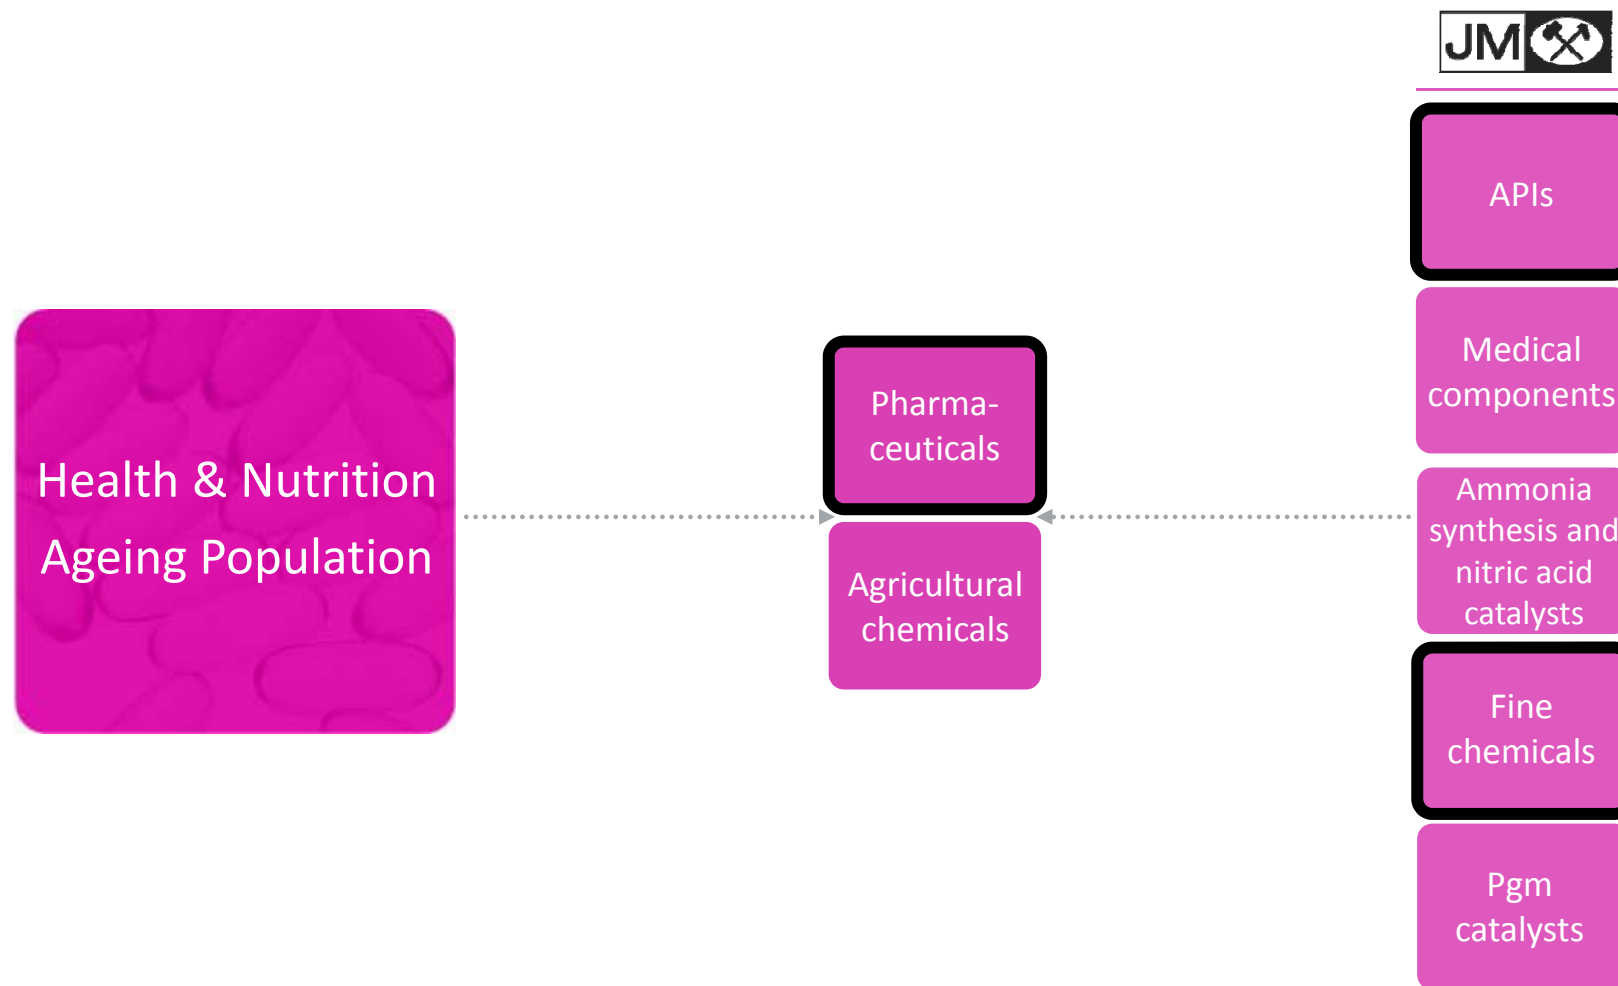 JM
APIs
Medical
components
Ammonia
synthesis and
nitric acid
catalysts
Fine
chemicals
Pgm
catalysts
Pharma-
ceuticals
Agricultural
chemicals
Health & Nutrition
Ageing Population